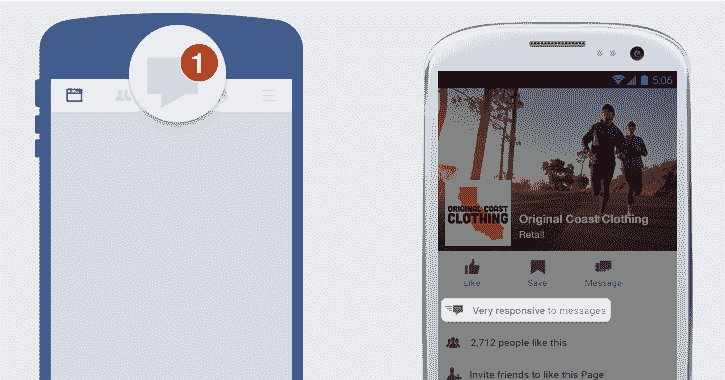 1
5:06
ORIGINAL COAST
CLOTHING
Original Coast Clothing
Retail
Like
Save
Message
Very responsive to messages
2,712 people like this
Invite friends to like this Page